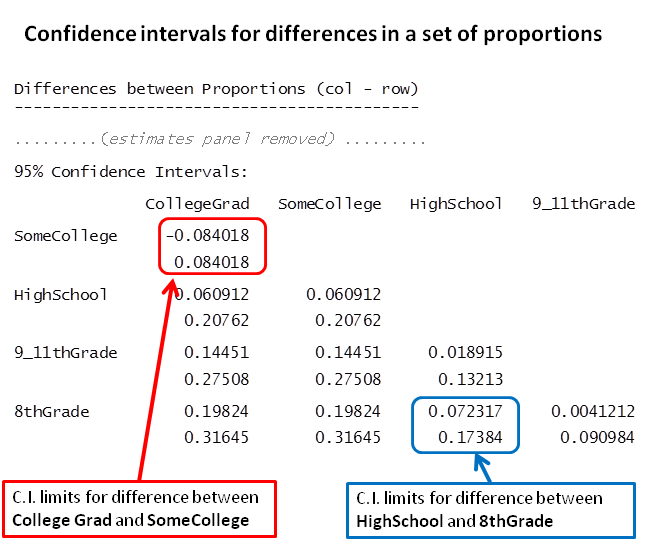 Confidence intervals for differences in a set of proportions
Differences between Proportions (col - row)
-------------------------------------------
.........(estimates panel removed) .........
95% Confidence Intervals:
CollegeGrad SomeCollege HighSchool 9_11thGrade
SomeCollege -0.084018
0.084018
HighSchool 0.060912 0.060912
0.20762 0.20762
9_11thGrade 0.14451 0.14451 0.018915
0.27508 0.27508 0.13213
8thGrade 0.19824 0.19824 0.072317 0.0041212
0.31645 0.31645 0.17384 0.090984
C.I. limits for difference between
College Grad and SomeCollege
C.I. limits for difference between
HighSchool and 8thGrade